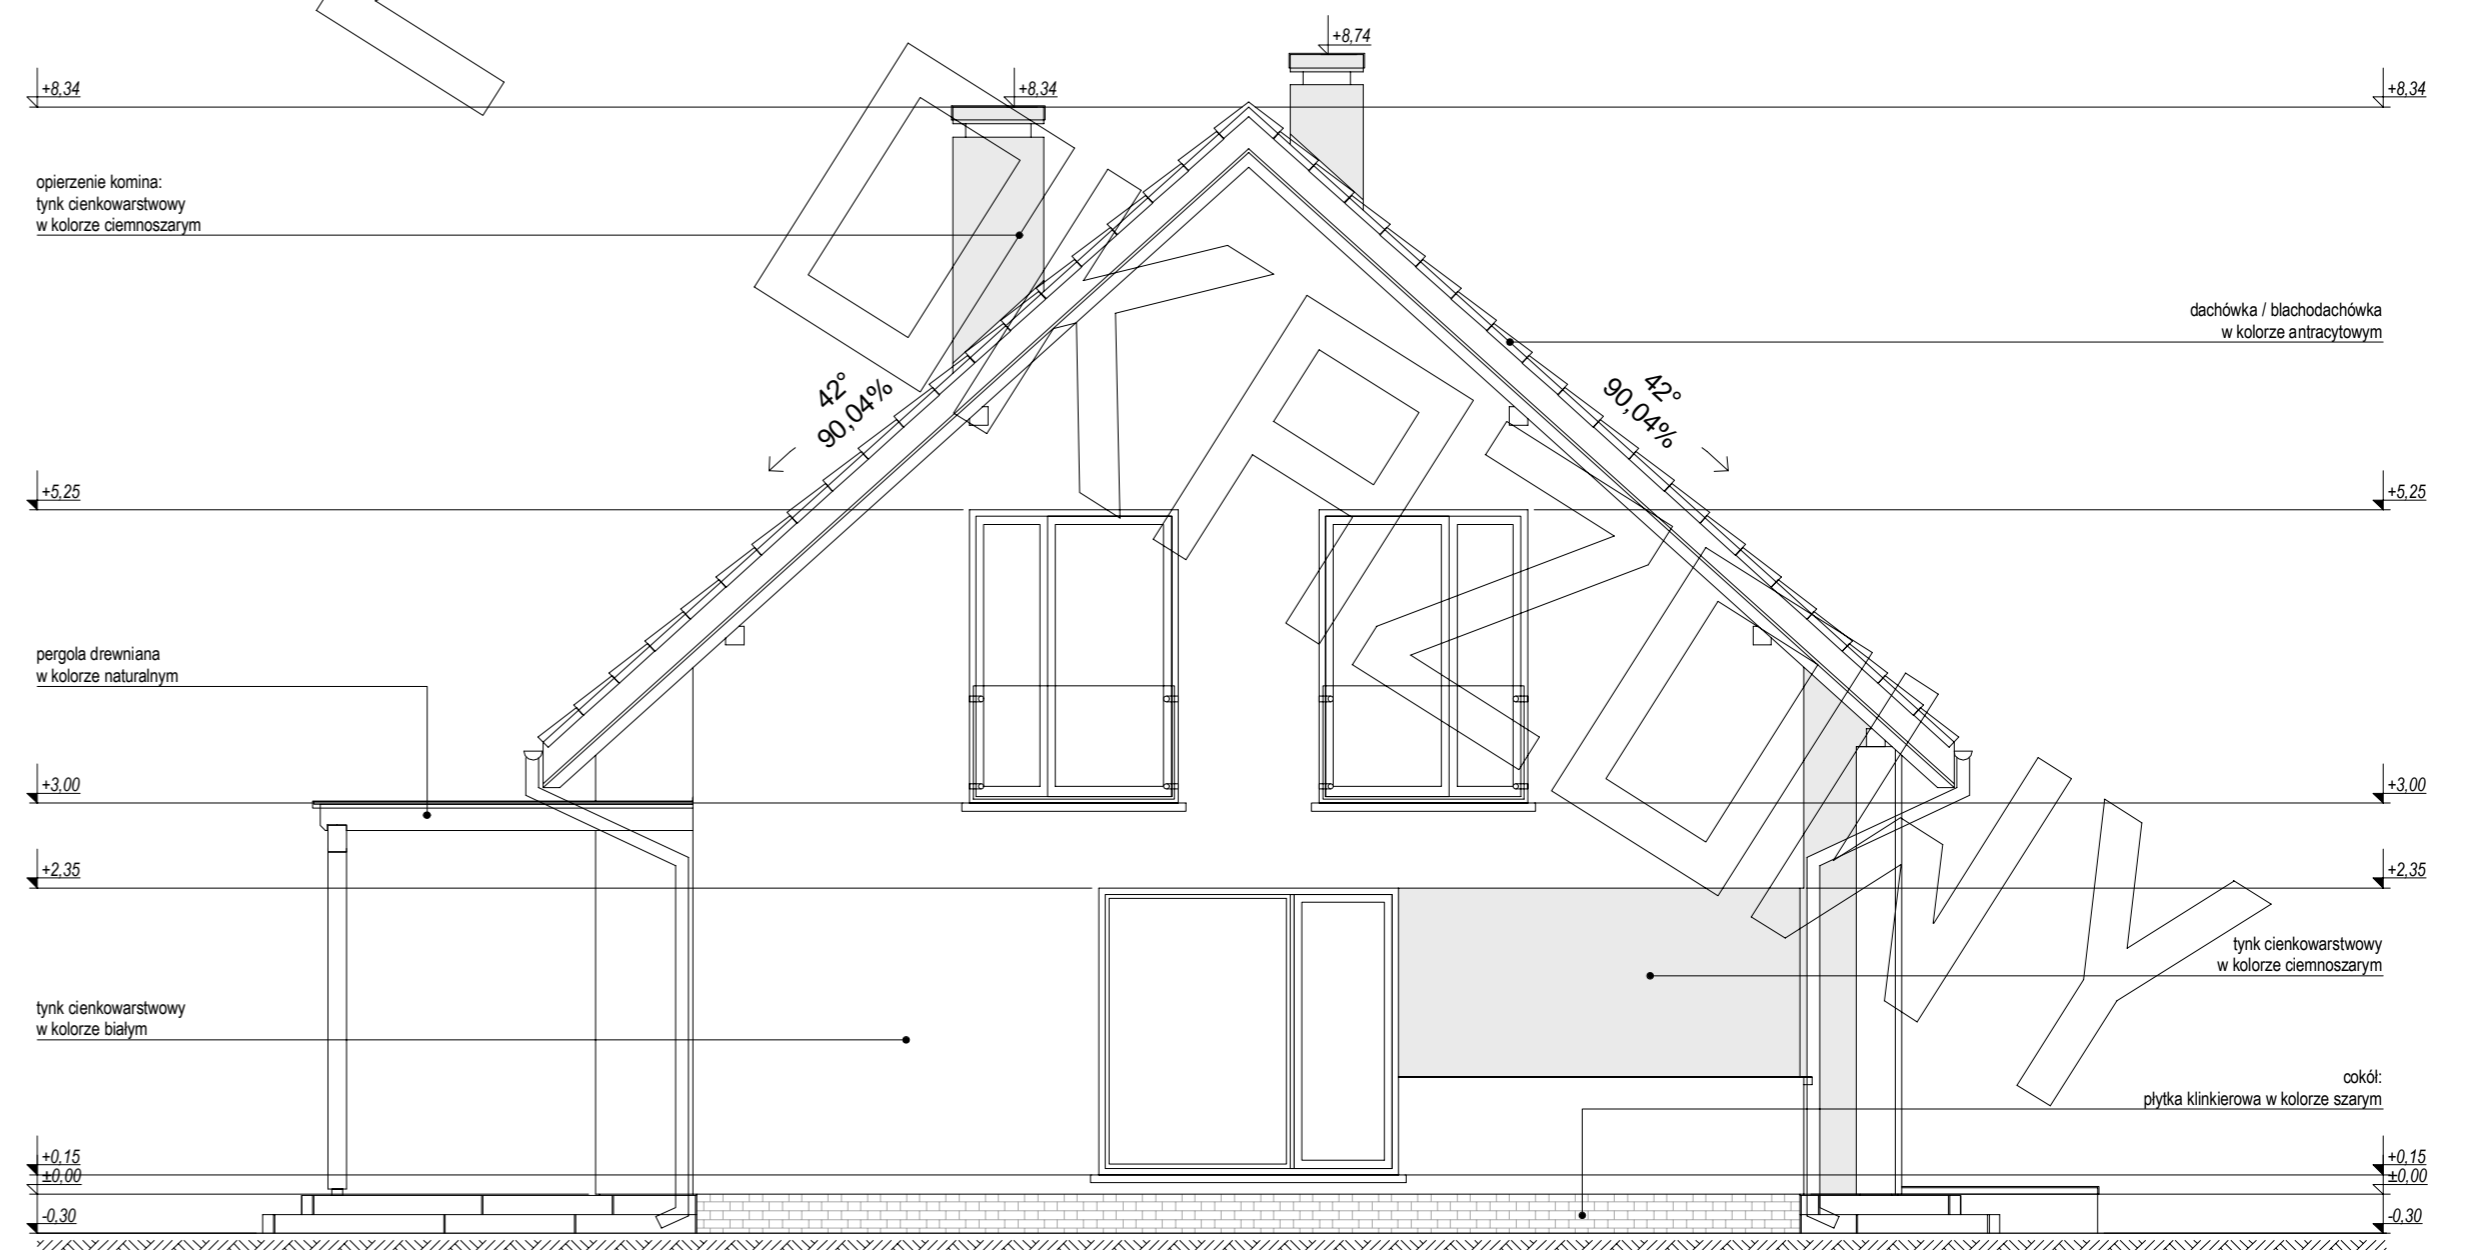 +8,74
+8,34
+8,34
+8,34
opierzenie komina:
tynk cienkowarstwowy
w kolorze ciemnoszarym
dachówka / blachodachówka
w kolorze antracytowym
42°
90,04%
42°
90,04%
+5,25
+5,25
pergola drewniana
w kolorze naturalnym
+3,00
+3,00
+2,35
+2,35
tynk cienkowarstwowy
w kolorze ciemnoszarym
tynk cienkowarstwowy
w kolorze białym
cokół:
płytka klinkierowa w kolorze szarym
+0,15
±0,00
-0,30
+0,15
±0,00
-0,30